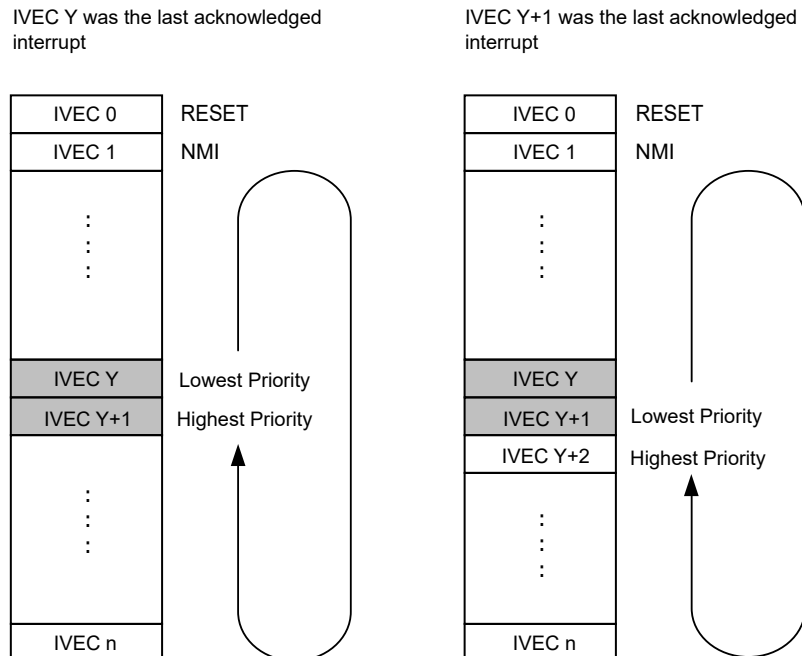 IVEC Y was the last acknowledged
interrupt
IVEC 0 RESET
IVEC 1 NMI
:
:
:
IVEC Y Lowest Priority
IVEC Y+1 Highest Priority
:
:
:
IVEC n
IVEC Y+1 was the last acknowledged
interrupt
IVEC 0 RESET
IVEC 1 NMI
:
:
:
IVEC Y
IVEC Y+1 Lowest Priority
IVEC Y+2 Highest Priority
:
:
:
IVEC n